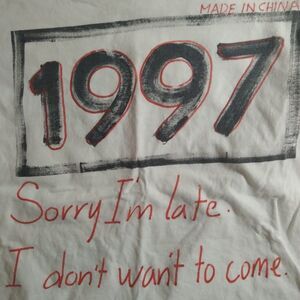 MADE IN CHINA
1997
Sorry I'm late.
I don't want to come.